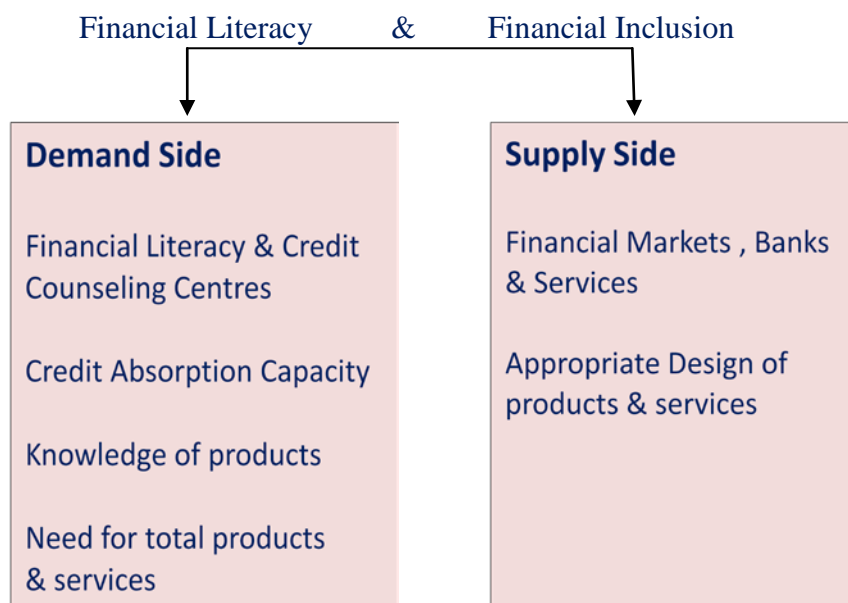 Financial Literacy & Financial Inclusion
Demand Side
Financial Literacy & Credit
Counseling Centres
Credit Absorption Capacity
Knowledge of products
Need for total products
& services
Supply Side
Financial Markets , Banks
& Services
Appropriate Design of
products & services